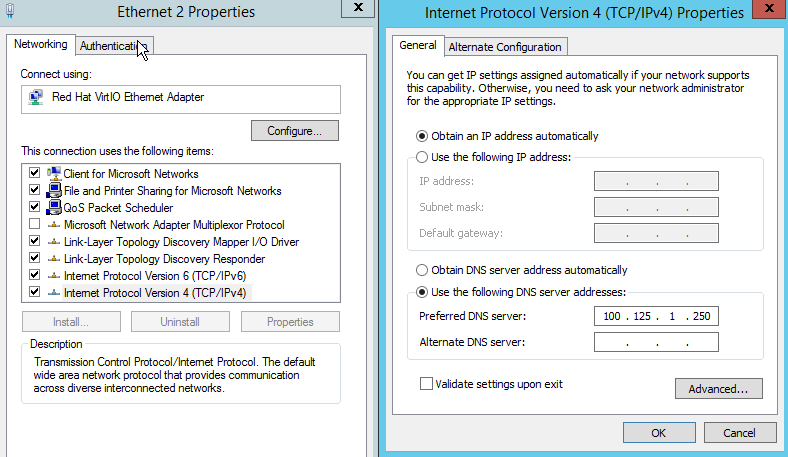 Ethernet 2 Properties
x
Networking
Authentication
Connect using:
Red Hat VirtIO Ethernet Adapter
Configure...
This connection uses the following items:
Client for Microsoft Networks
File and Printer Sharing for Microsoft Networks
QoS Packet Scheduler
Microsoft Network Adapter Multiplexor Protocol
Link-Layer Topology Discovery Mapper I/O Driver
Link-Layer Topology Discovery Responder
Internet Protocol Version 6 (TCP/IPv6)
Internet Protocol Version 4 (TCP/IPv4)
Install...
Uninstall
Properties
Description
Transmission Control Protocol/Internet Protocol. The default
wide area network protocol that provides communication
across diverse interconnected networks.
Internet Protocol Version 4 (TCP/IPv4) Properties
x
General
Alternate Configuration
You can get IP settings assigned automatically if your network supports
this capability. Otherwise, you need to ask your network administrator
for the appropriate IP settings.
Obtain an IP address automatically
Use the following IP address:
IP address: . . .
Subnet mask: . . .
Default gateway: . . .
Obtain DNS server address automatically
Use the following DNS server addresses:
Preferred DNS server: 100 . 125 . 1 . 250
Alternate DNS server: . . .
Validate settings upon exit
Advanced...
OK
Cancel